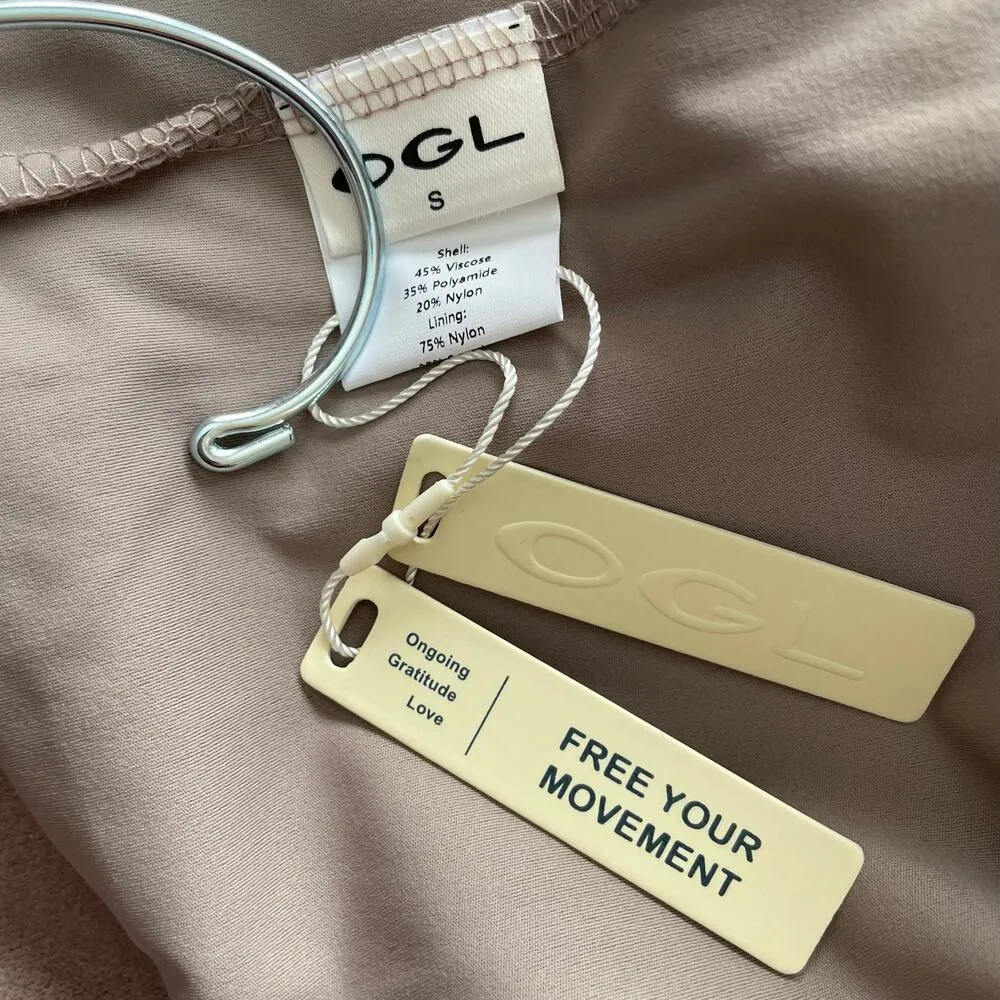 OGL
S
Shell:
45% Viscose
35% Polyamide
20% Nylon
Lining:
75% Nylon
OGL
Ongoing
Gratitude
Love
FREE YOUR
MOVEMENT